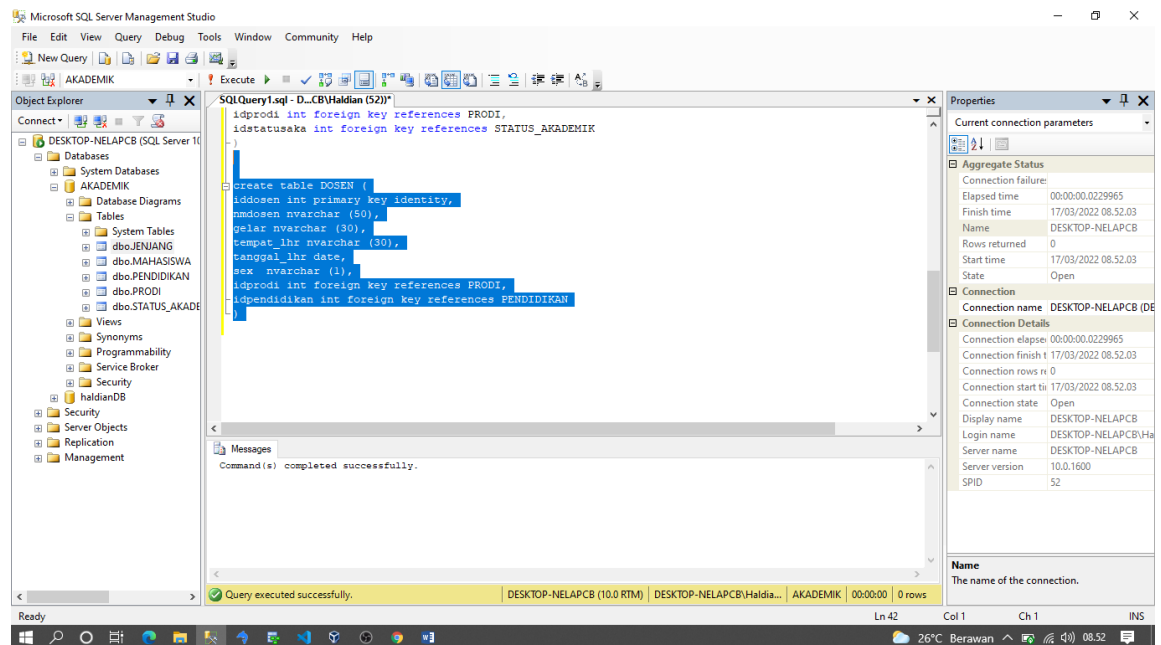 Microsoft SQL Server Management Studio
File Edit View Query Debug Tools Window Community Help
New Query
AKADEMIK Execute
Object Explorer
Connect
DESKTOP-NELAPCB (SQL Server 10
Databases
System Databases
AKADEMIK
Database Diagrams
Tables
System Tables
dbo.JENJANG
dbo.MAHASISWA
dbo.PENDIDIKAN
dbo.PRODI
dbo.STATUS_AKADE
Views
Synonyms
Programmability
Service Broker
Security
haldianDB
Security
Server Objects
Replication
Management
SQLQuery1.sql - D...CB\Haldian (52))*
idprodi int foreign key references PRODI,
idstatusaka int foreign key references STATUS_AKADEMIK
)
create table DOSEN (
iddosen int primary key identity,
nmdosen nvarchar (50),
gelar nvarchar (30),
tempat_lhr nvarchar (30),
tanggal_lhr date,
sex nvarchar (1),
idprodi int foreign key references PRODI,
idpendidikan int foreign key references PENDIDIKAN
)
Messages
Command(s) completed successfully.
Query executed successfully. DESKTOP-NELAPCB (10.0 RTM) DESKTOP-NELAPCB\Haldia... AKADEMIK 00:00:00 0 rows
Properties
Current connection parameters
Aggregate Status
Connection failures
Elapsed time 00:00:00.0229965
Finish time 17/03/2022 08.52.03
Name DESKTOP-NELAPCB
Rows returned 0
Start time 17/03/2022 08.52.03
State Open
Connection
Connection name DESKTOP-NELAPCB (DE
Connection Details
Connection elapse 00:00:00.0229965
Connection finish t 17/03/2022 08.52.03
Connection rows re 0
Connection start ti 17/03/2022 08.52.03
Connection state Open
Display name DESKTOP-NELAPCB
Login name DESKTOP-NELAPCB\Ha
Server name DESKTOP-NELAPCB
Server version 10.0.1600
SPID 52
Name
The name of the connection.
Ready Ln 42 Col 1 Ch 1 INS
26°C Berawan 08.52